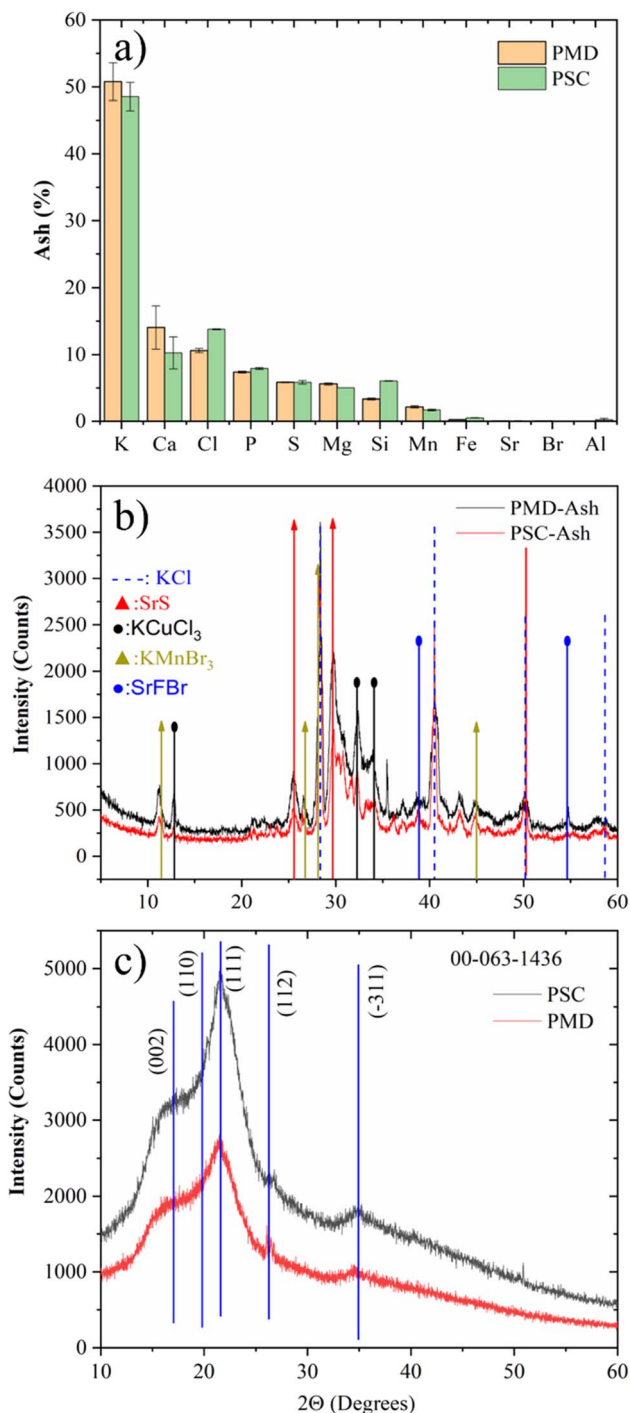 a)
PMD
PSC
Ash (%)
60
50
40
30
20
10
0
K Ca Cl P S Mg Si Mn Fe Sr Br Al
b)
PMD-Ash
PSC-Ash
----: KCl
:SrS
:KCuCl₃
:KMnBr₃
:SrFBr
Intensity (Counts)
4000
3500
3000
2500
2000
1500
1000
500
0
10 20 30 40 50 60
c)
00-063-1436
PSC
PMD
(002)
(110)
(111)
(112)
(-311)
Intensity (Counts)
5000
4000
3000
2000
1000
0
10 20 30 40 50 60
2Θ (Degrees)